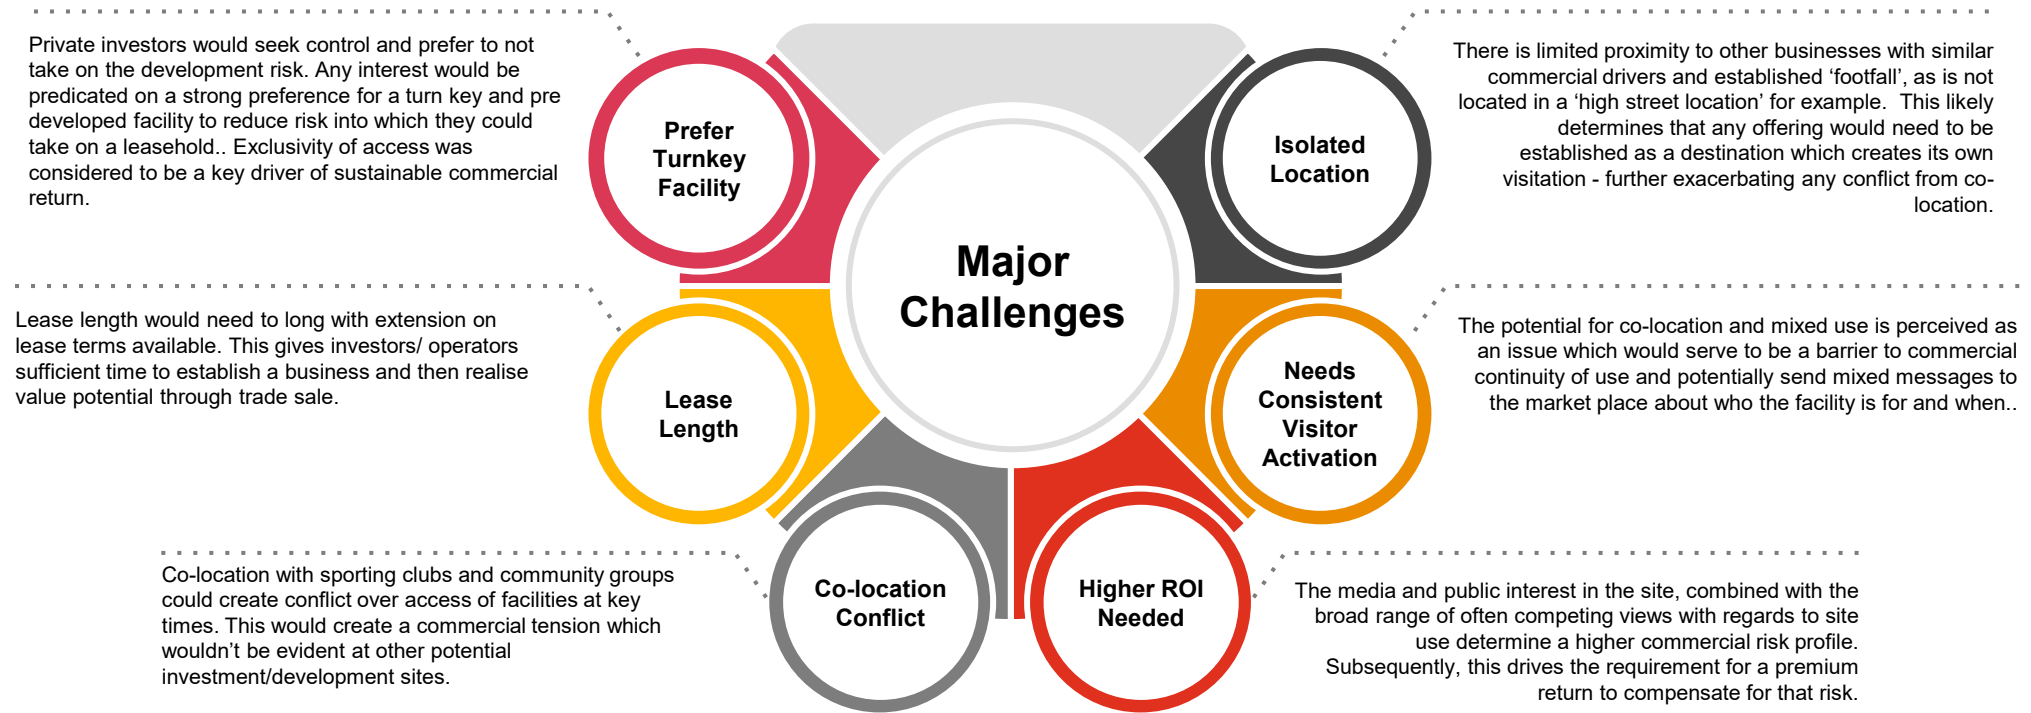 Private investors would seek control and prefer to not
take on the development risk. Any interest would be
predicated on a strong preference for a turn key and pre
developed facility to reduce risk into which they could
take on a leasehold.. Exclusivity of access was
considered to be a key driver of sustainable commercial
return.
Prefer
Turnkey
Facility
Isolated
Location
There is limited proximity to other businesses with similar
commercial drivers and established ‘footfall’, as is not
located in a ‘high street location’ for example.  This likely
determines that any offering would need to be
established as a destination which creates its own
visitation - further exacerbating any conflict from co-
location.
Major
Challenges
Lease length would need to long with extension on
lease terms available. This gives investors/ operators
sufficient time to establish a business and then realise
value potential through trade sale.
Lease
Length
Needs
Consistent
Visitor
Activation
The potential for co-location and mixed use is perceived as
an issue which would serve to be a barrier to commercial
continuity of use and potentially send mixed messages to
the market place about who the facility is for and when..
Co-location with sporting clubs and community groups
could create conflict over access of facilities at key
times. This would create a commercial tension which
wouldn’t be evident at other potential
investment/development sites.
Co-location
Conflict
Higher ROI
Needed
The media and public interest in the site, combined with the
broad range of often competing views with regards to site
use determine a higher commercial risk profile.
Subsequently, this drives the requirement for a premium
return to compensate for that risk.